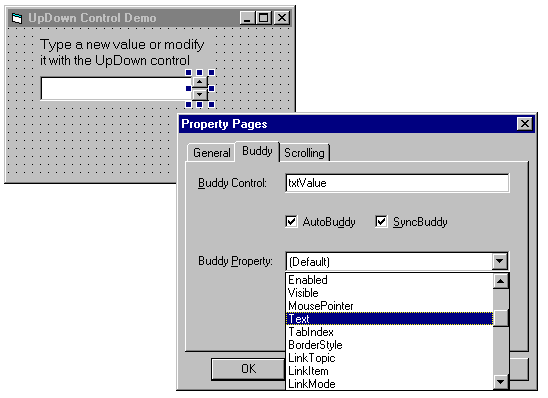 UpDown Control Demo
Type a new value or modify
it with the UpDown control
Property Pages
General Buddy Scrolling
Buddy Control: txtValue
AutoBuddy SyncBuddy
Buddy Property: (Default)
Enabled
Visible
MousePointer
Text
TabIndex
BorderStyle
LinkTopic
LinkItem
LinkMode
OK